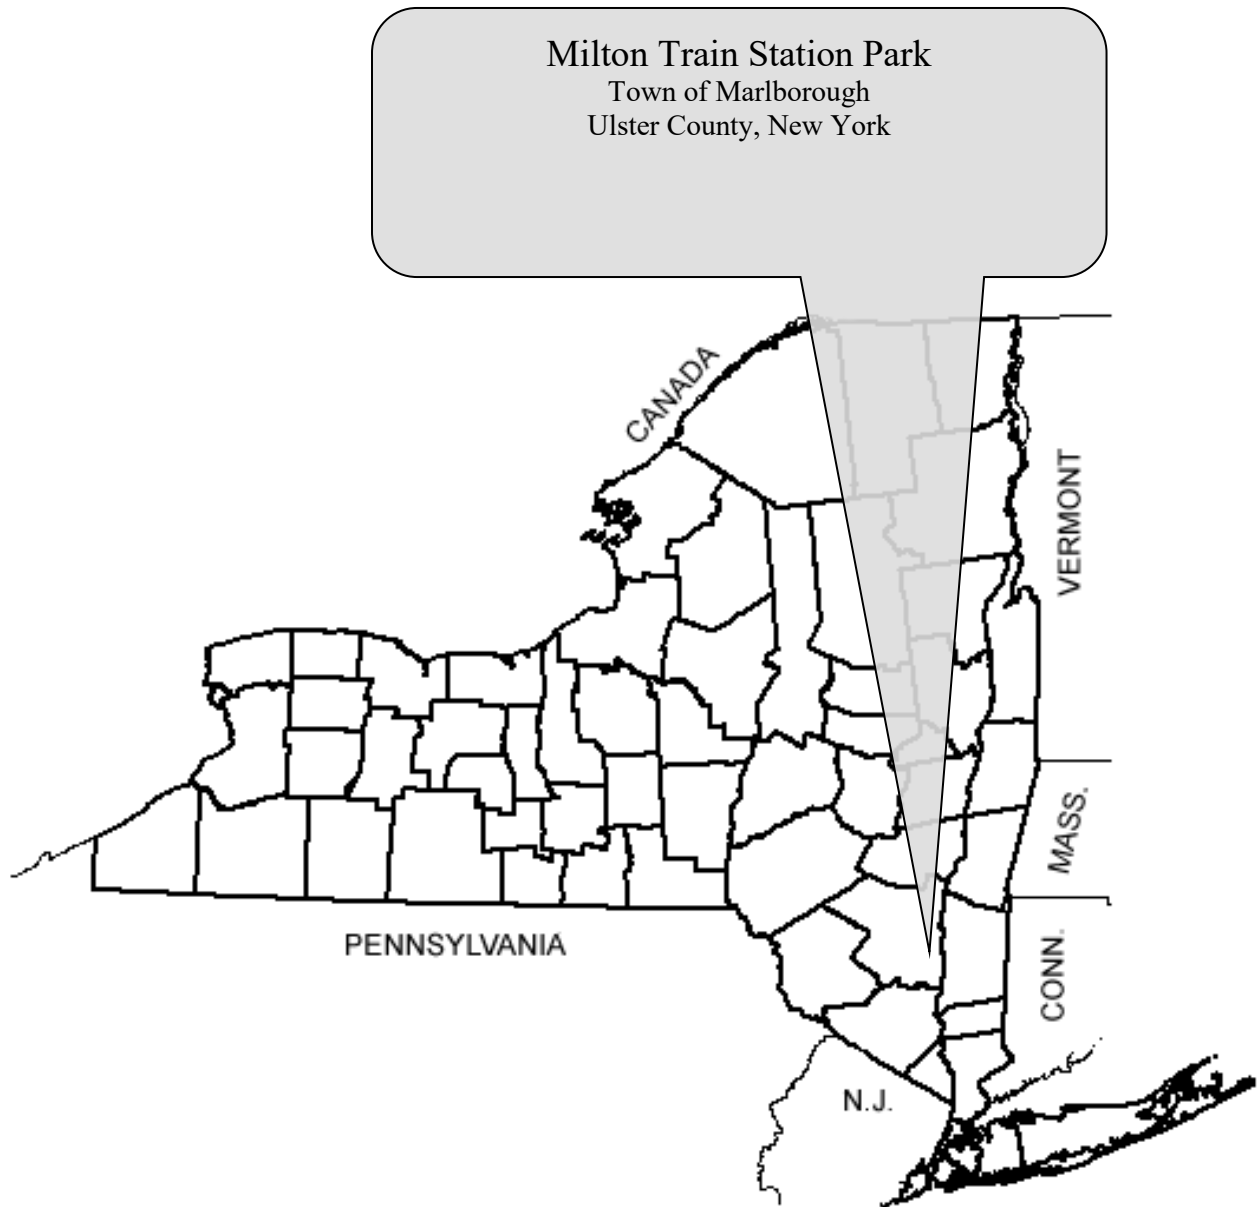 Milton Train Station Park
Town of Marlborough
Ulster County, New York
CANADA
VERMONT
MASS.
PENNSYLVANIA
CONN.
N.J.